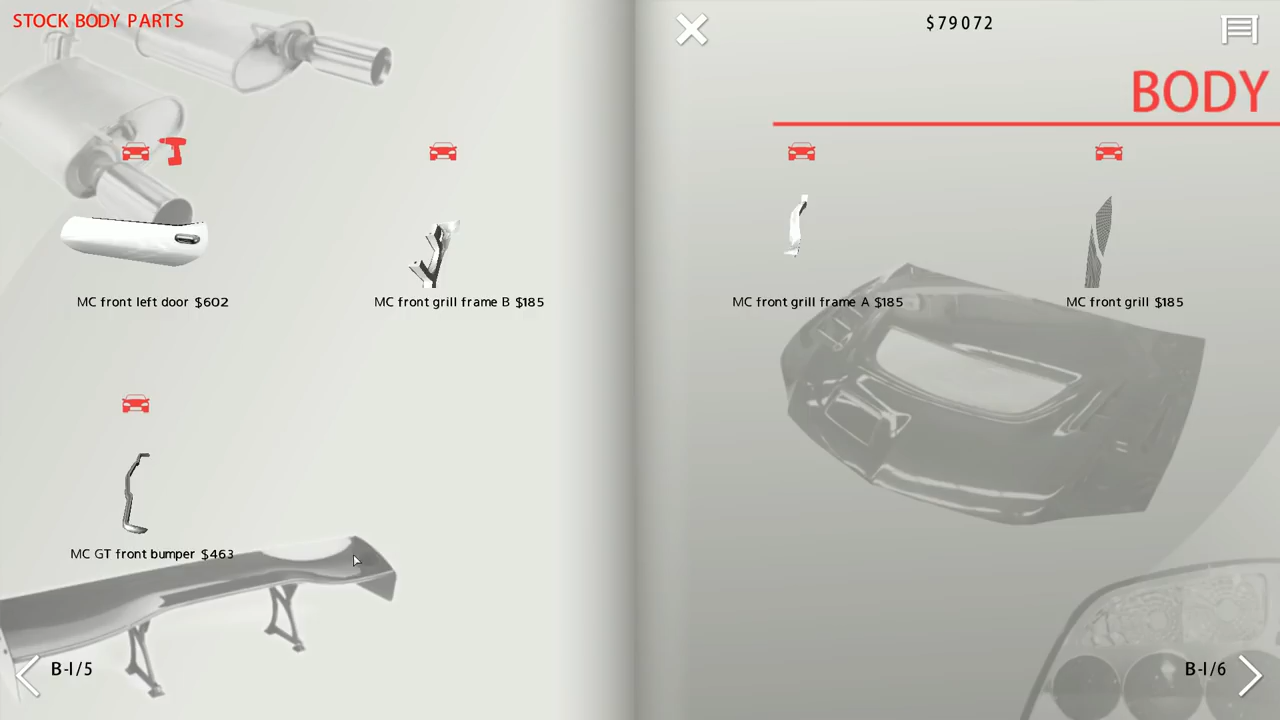 STOCK BODY PARTS
$79072
BODY
MC front left door $602
MC front grill frame B $185
MC front grill frame A $185
MC front grill $185
MC GT front bumper $463
B-I/5
B-I/6